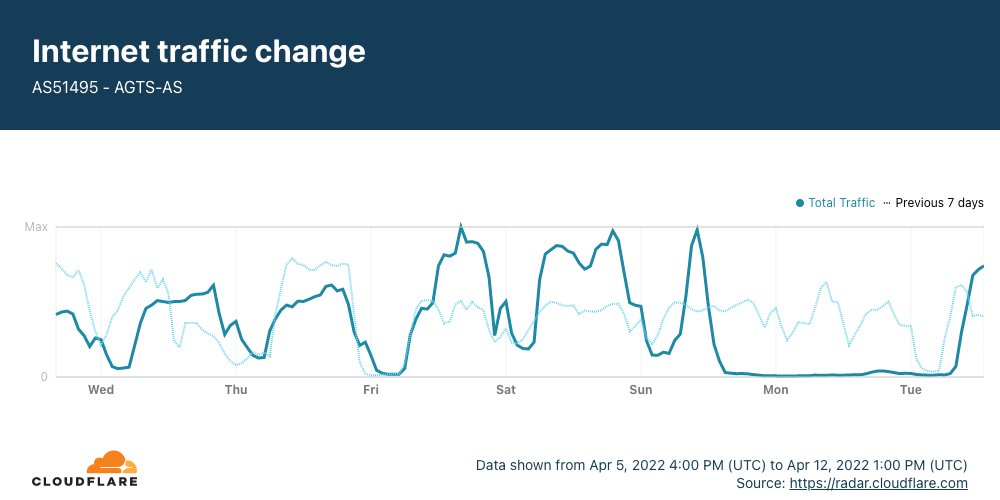 Internet traffic change
AS51495 - AGTS-AS
Total Traffic Previous 7 days
Max
0
Wed Thu Fri Sat Sun Mon Tue
CLOUDFLARE
Data shown from Apr 5, 2022 4:00 PM (UTC) to Apr 12, 2022 1:00 PM (UTC)
Source: https://radar.cloudflare.com